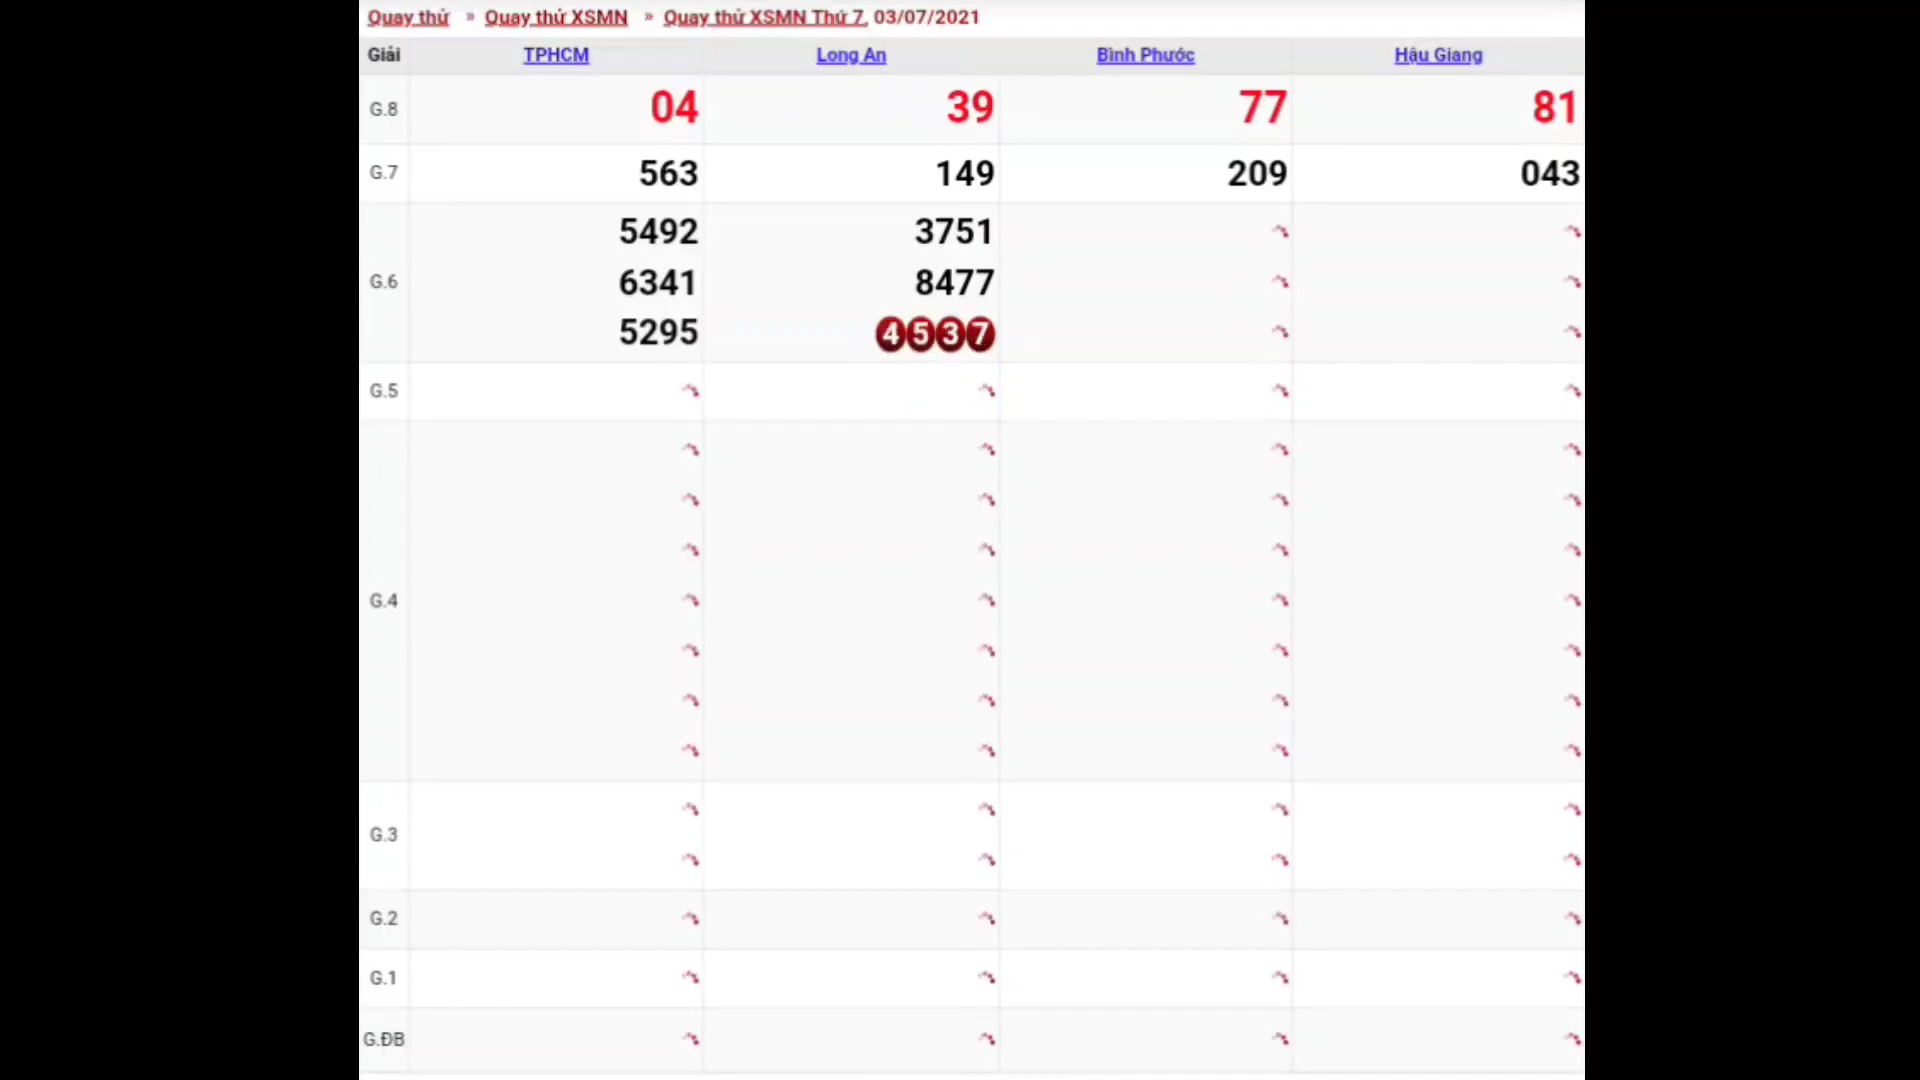 Quay thử » Quay thử XSMN » Quay thử XSMN Thứ 7, 03/07/2021
Giải TPHCM Long An Bình Phước Hậu Giang
G.8 04 39 77 81
G.7 563 149 209 043
5492 3751
G.6 6341 8477
5295 4537
G.5
G.4
G.3
G.2
G.1
G.ĐB